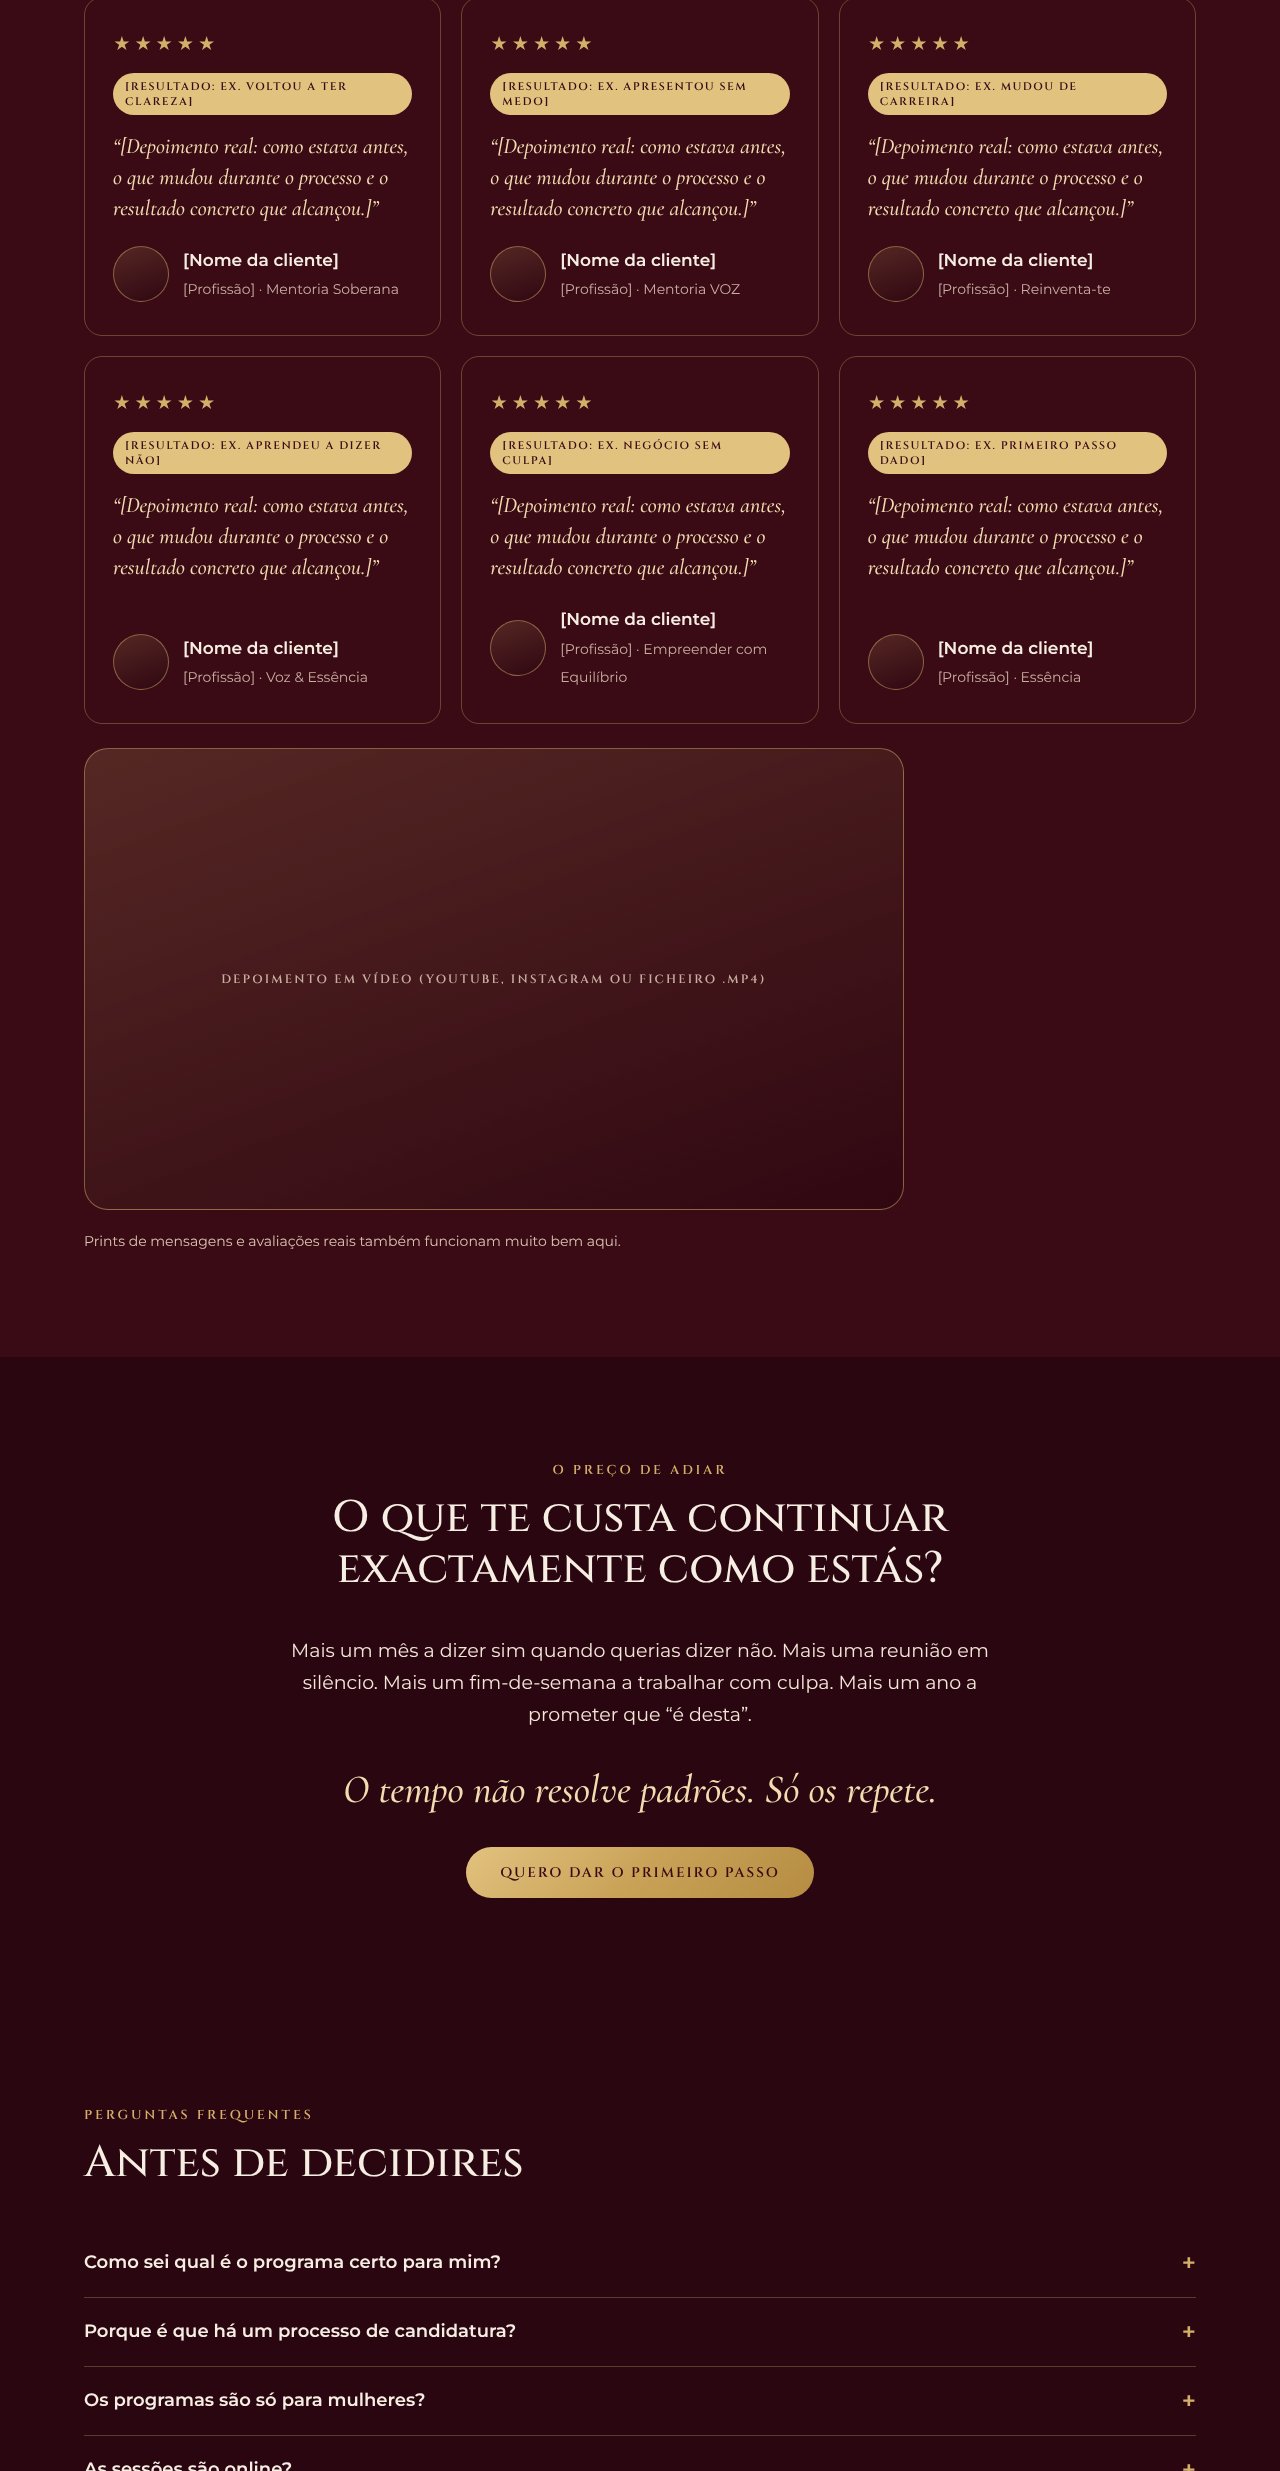 ★★★★★
[RESULTADO: EX. VOLTOU A TER
CLAREZA]
“[Depoimento real: como estava antes,
o que mudou durante o processo e o
resultado concreto que alcançou.]”
[Nome da cliente]
[Profissão] · Mentoria Soberana
★★★★★
[RESULTADO: EX. APRESENTOU SEM
MEDO]
“[Depoimento real: como estava antes,
o que mudou durante o processo e o
resultado concreto que alcançou.]”
[Nome da cliente]
[Profissão] · Mentoria VOZ
★★★★★
[RESULTADO: EX. MUDOU DE
CARREIRA]
“[Depoimento real: como estava antes,
o que mudou durante o processo e o
resultado concreto que alcançou.]”
[Nome da cliente]
[Profissão] · Reinventa-te
★★★★★
[RESULTADO: EX. APRENDEU A DIZER
NÃO]
“[Depoimento real: como estava antes,
o que mudou durante o processo e o
resultado concreto que alcançou.]”
[Nome da cliente]
[Profissão] · Voz & Essência
★★★★★
[RESULTADO: EX. NEGÓCIO SEM
CULPA]
“[Depoimento real: como estava antes,
o que mudou durante o processo e o
resultado concreto que alcançou.]”
[Nome da cliente]
[Profissão] · Empreender com
Equilíbrio
★★★★★
[RESULTADO: EX. PRIMEIRO PASSO
DADO]
“[Depoimento real: como estava antes,
o que mudou durante o processo e o
resultado concreto que alcançou.]”
[Nome da cliente]
[Profissão] · Essência
DEPOIMENTO EM VÍDEO (YOUTUBE, INSTAGRAM OU FICHEIRO .MP4)
Prints de mensagens e avaliações reais também funcionam muito bem aqui.
O PREÇO DE ADIAR
O QUE TE CUSTA CONTINUAR
EXACTAMENTE COMO ESTÁS?
Mais um mês a dizer sim quando querias dizer não. Mais uma reunião em
silêncio. Mais um fim-de-semana a trabalhar com culpa. Mais um ano a
prometer que “é desta”.
O tempo não resolve padrões. Só os repete.
QUERO DAR O PRIMEIRO PASSO
PERGUNTAS FREQUENTES
ANTES DE DECIDIRES
Como sei qual é o programa certo para mim? +
Porque é que há um processo de candidatura? +
Os programas são só para mulheres? +
As sessões são online? +